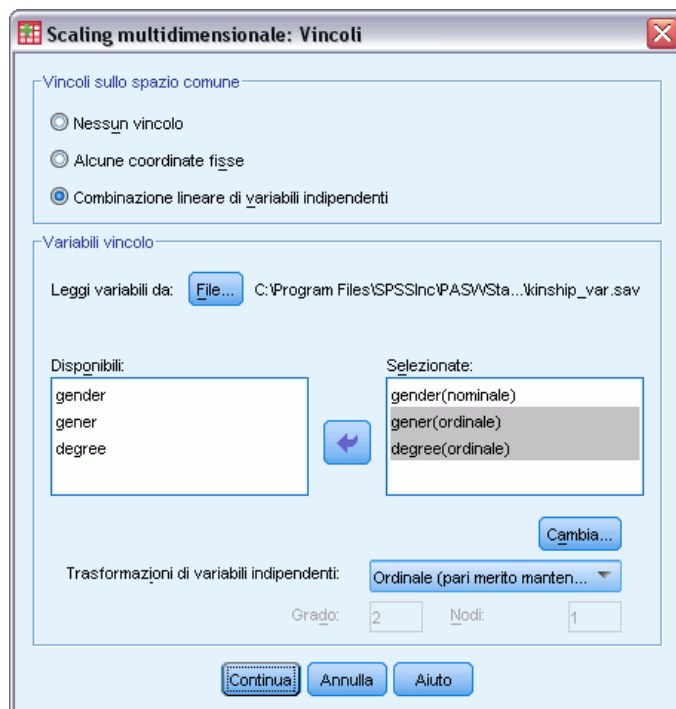 Scaling multidimensionale: Vincoli
Vincoli sullo spazio comune
Nessun vincolo
Alcune coordinate fisse
Combinazione lineare di variabili indipendenti
Variabili vincolo
Leggi variabili da: File... C:\Program Files\SPSSInc\PASWSta...\kinship_var.sav
Disponibili: Selezionate:
gender gender(nominale)
gener gener(ordinale)
degree degree(ordinale)
Cambia...
Trasformazioni di variabili indipendenti: Ordinale (pari merito manten...
Grado: 2 Nodi: 1
Continua Annulla Aiuto